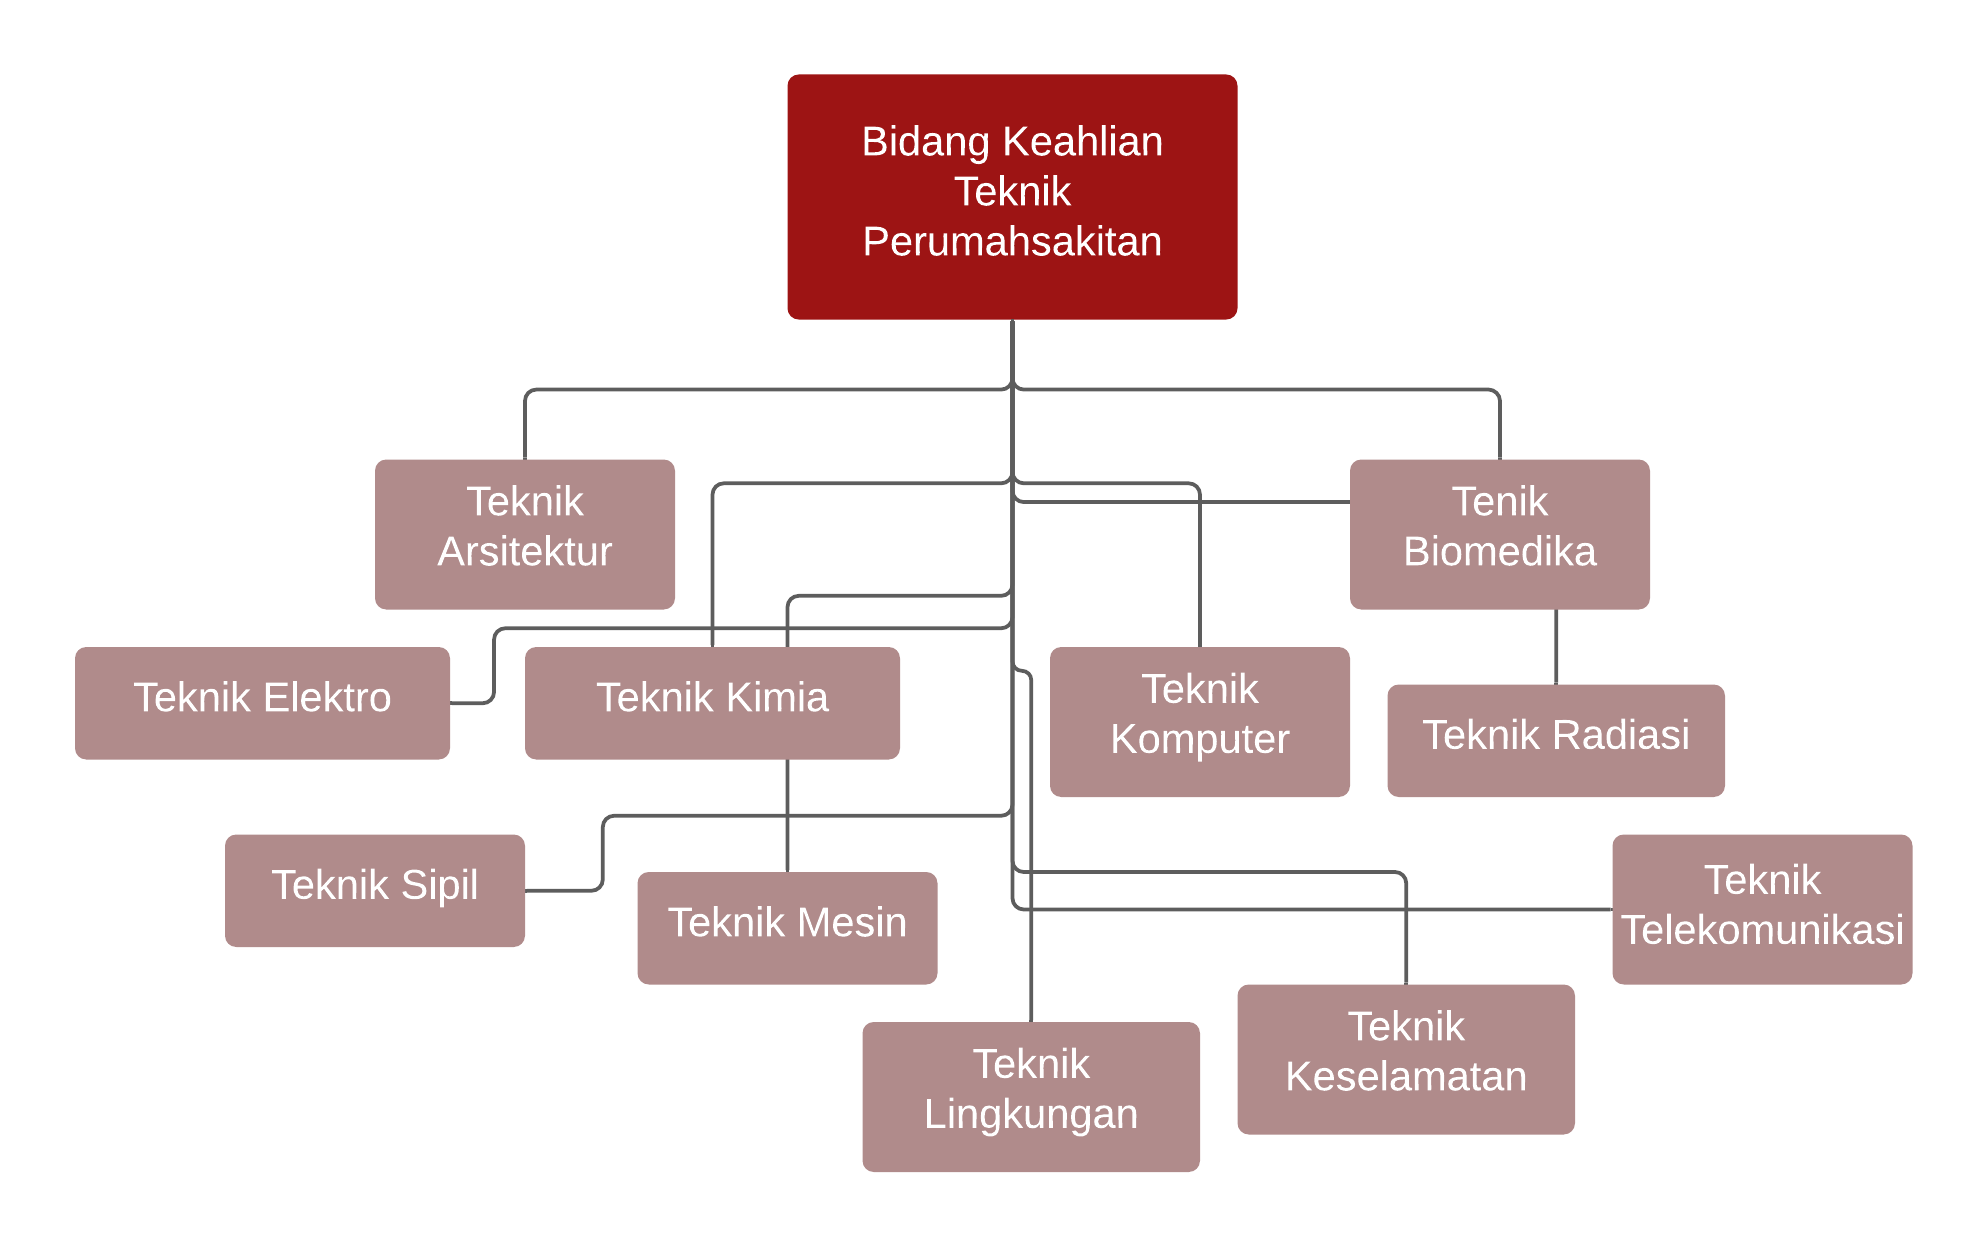 Bidang Keahlian
Teknik
Perumahsakitan
Teknik
Arsitektur
Tenik
Biomedika
Teknik Elektro
Teknik Kimia
Teknik
Komputer
Teknik Radiasi
Teknik Sipil
Teknik Mesin
Teknik
Telekomunikasi
Teknik
Lingkungan
Teknik
Keselamatan